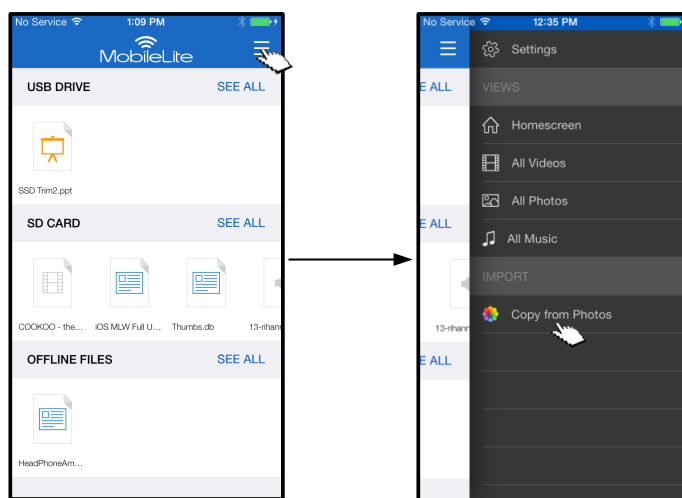 No Service 1:09 PM
MobileLite
USB DRIVE SEE ALL
SSD Trim2.ppt
SD CARD SEE ALL
COOKOO - the... iOS MLW Full U... Thumbs.db 13-rihann
OFFLINE FILES SEE ALL
HeadPhoneAm...
No Service 12:35 PM
Settings
E ALL VIEWS
Homescreen
All Videos
All Photos
E ALL
All Music
IMPORT
Copy from Photos
13-rihann
E ALL